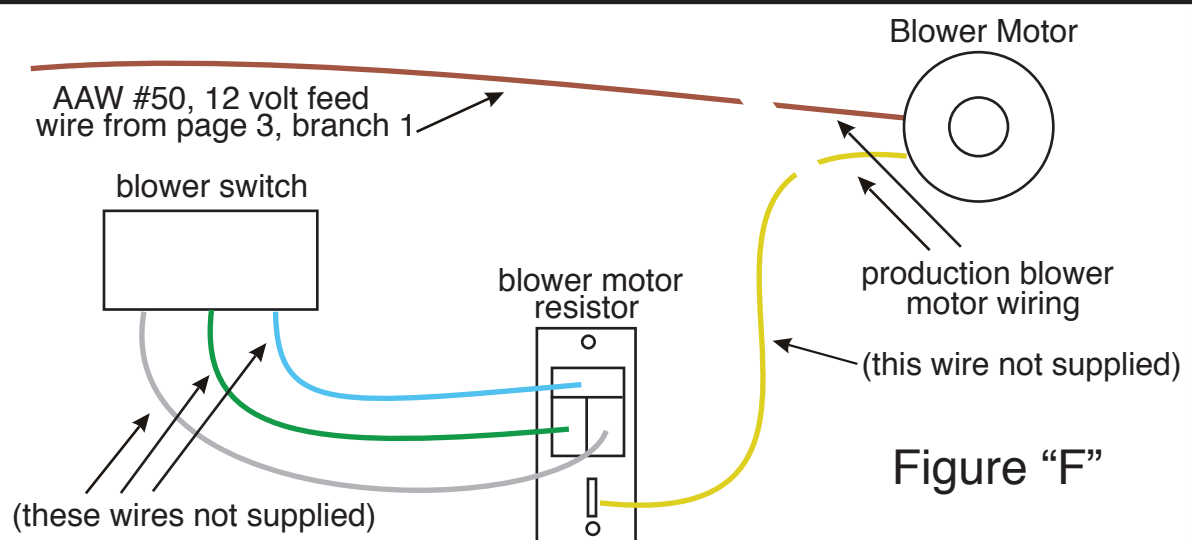 Blower Motor
AAW #50, 12 volt feed
wire from page 3, branch 1
blower switch
blower motor
resistor
production blower
motor wiring
(this wire not supplied)
Figure “F”
(these wires not supplied)